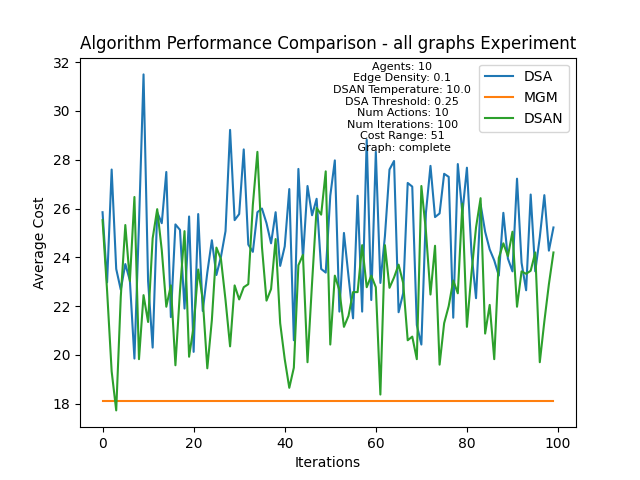 Algorithm Performance Comparison - all graphs Experiment
Agents: 10
Edge Density: 0.1
DSAN Temperature: 10.0
DSA Threshold: 0.25
Num Actions: 10
Num Iterations: 100
Cost Range: 51
Graph: complete
DSA
MGM
DSAN
32
30
28
26
24
22
20
18
Average Cost
0 20 40 60 80 100
Iterations